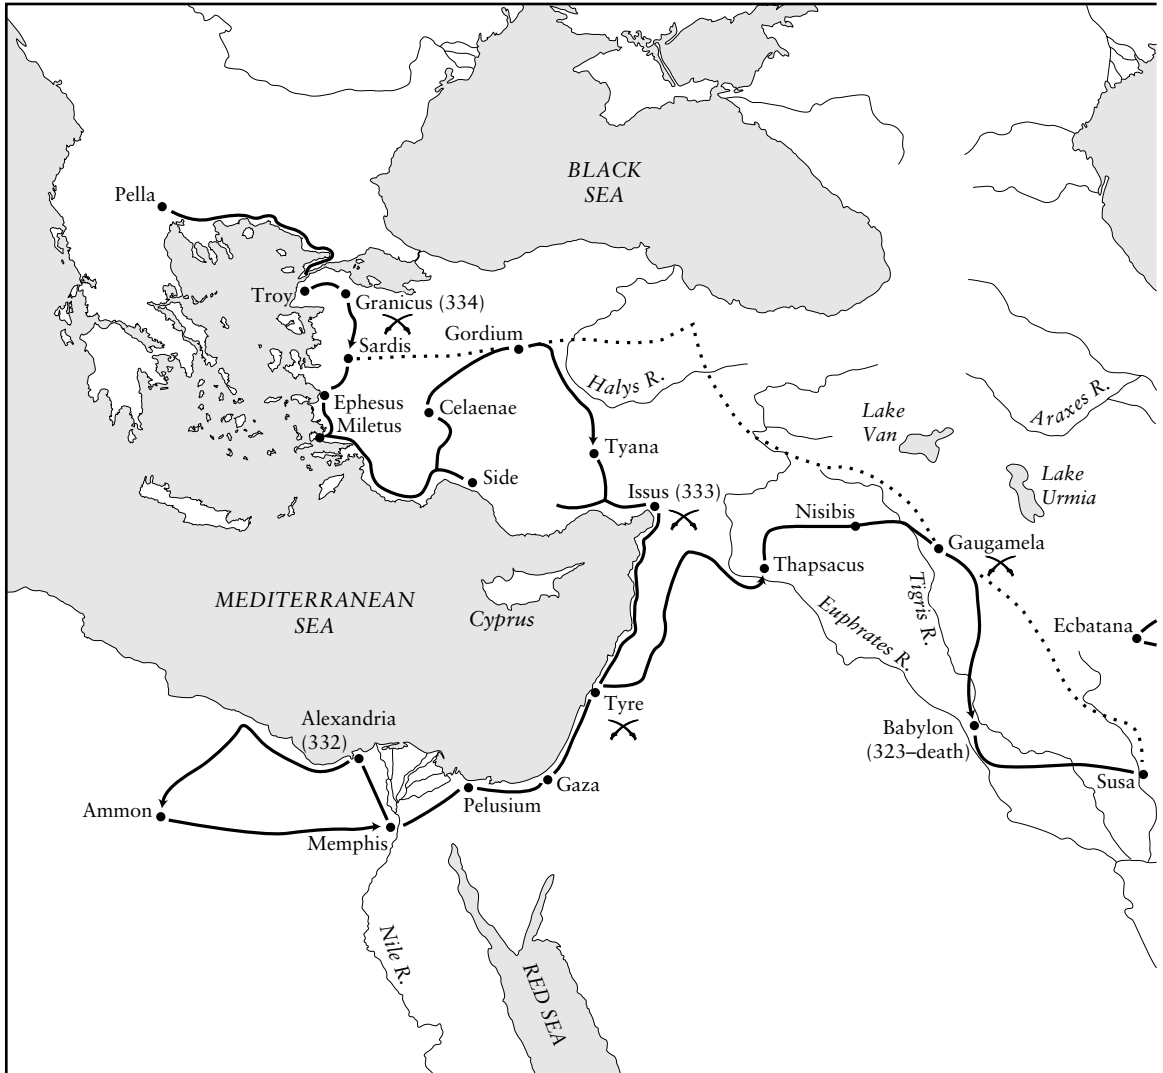 BLACK
SEA
Pella
Troy
Granicus (334)
Sardis
Gordium
Halys R.
Araxes R.
Ephesus
Celaenae
Miletus
Lake
Van
Tyana
Side
Issus (333)
Lake
Urmia
Nisibis
Gaugamela
Thapsacus
MEDITERRANEAN
SEA
Cyprus
Tigris R.
Euphrates R.
Ecbatana
Tyre
Alexandria
(332)
Babylon
(323–death)
Gaza
Susa
Pelusium
Ammon
Memphis
Nile R.
RED SEA